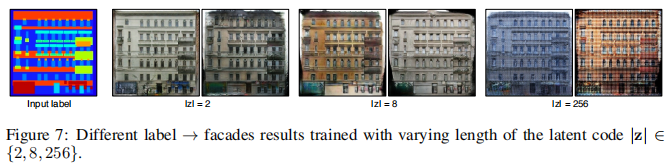 Input label
|z| = 2
|z| = 8
|z| = 256
Figure 7: Different label → facades results trained with varying length of the latent code |z| ∈
{2, 8, 256}.